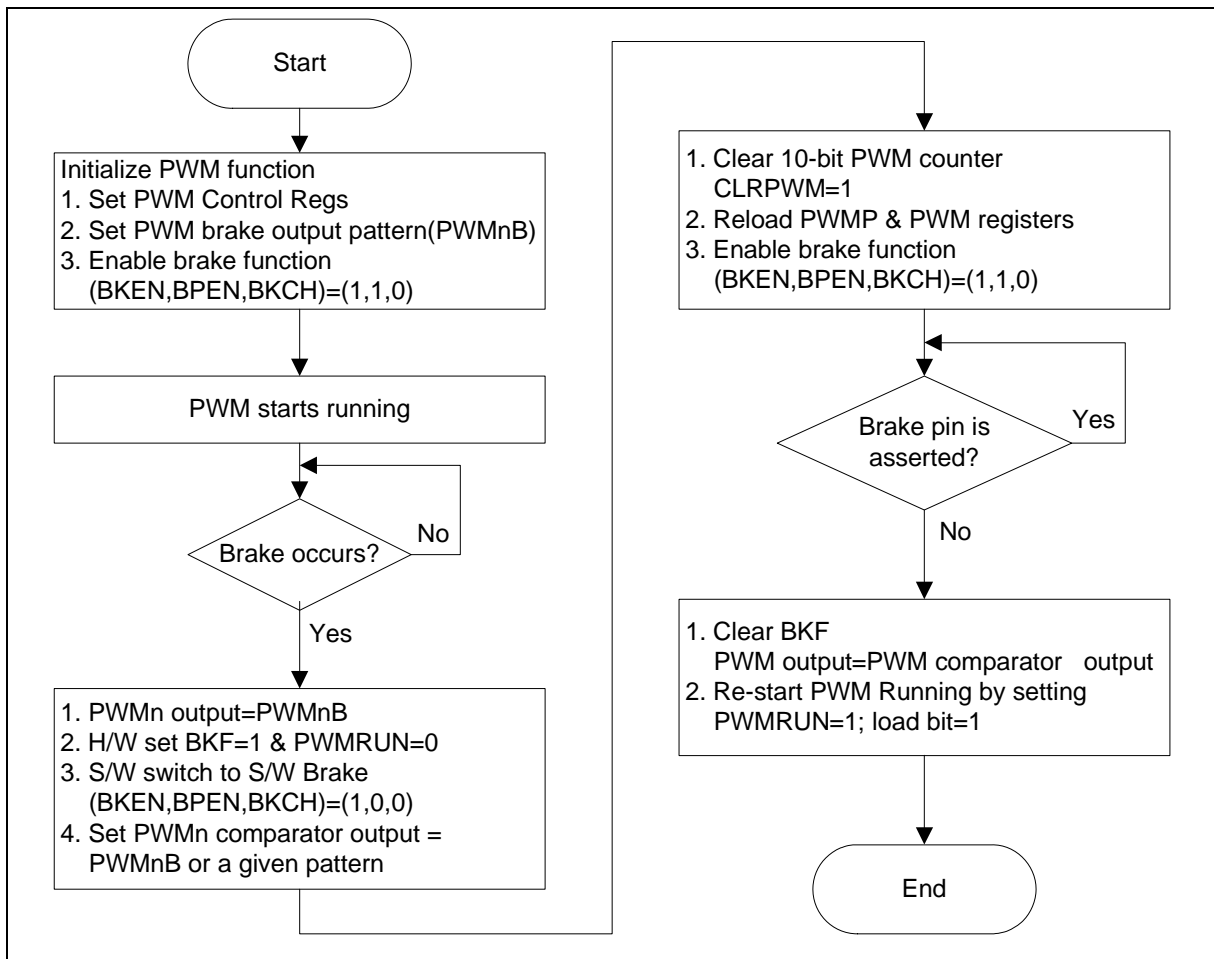 Start
Initialize PWM function
1. Set PWM Control Regs
2. Set PWM brake output pattern(PWMnB)
3. Enable brake function
(BKEN,BPEN,BKCH)=(1,1,0)
PWM starts running
Brake occurs?
No
Yes
1. PWMn output=PWMnB
2. H/W set BKF=1 & PWMRUN=0
3. S/W switch to S/W Brake
(BKEN,BPEN,BKCH)=(1,0,0)
4. Set PWMn comparator output =
PWMnB or a given pattern
1. Clear 10-bit PWM counter
CLRPWM=1
2. Reload PWMP & PWM registers
3. Enable brake function
(BKEN,BPEN,BKCH)=(1,1,0)
Brake pin is
asserted?
Yes
No
1. Clear BKF
PWM output=PWM comparator output
2. Re-start PWM Running by setting
PWMRUN=1; load bit=1
End